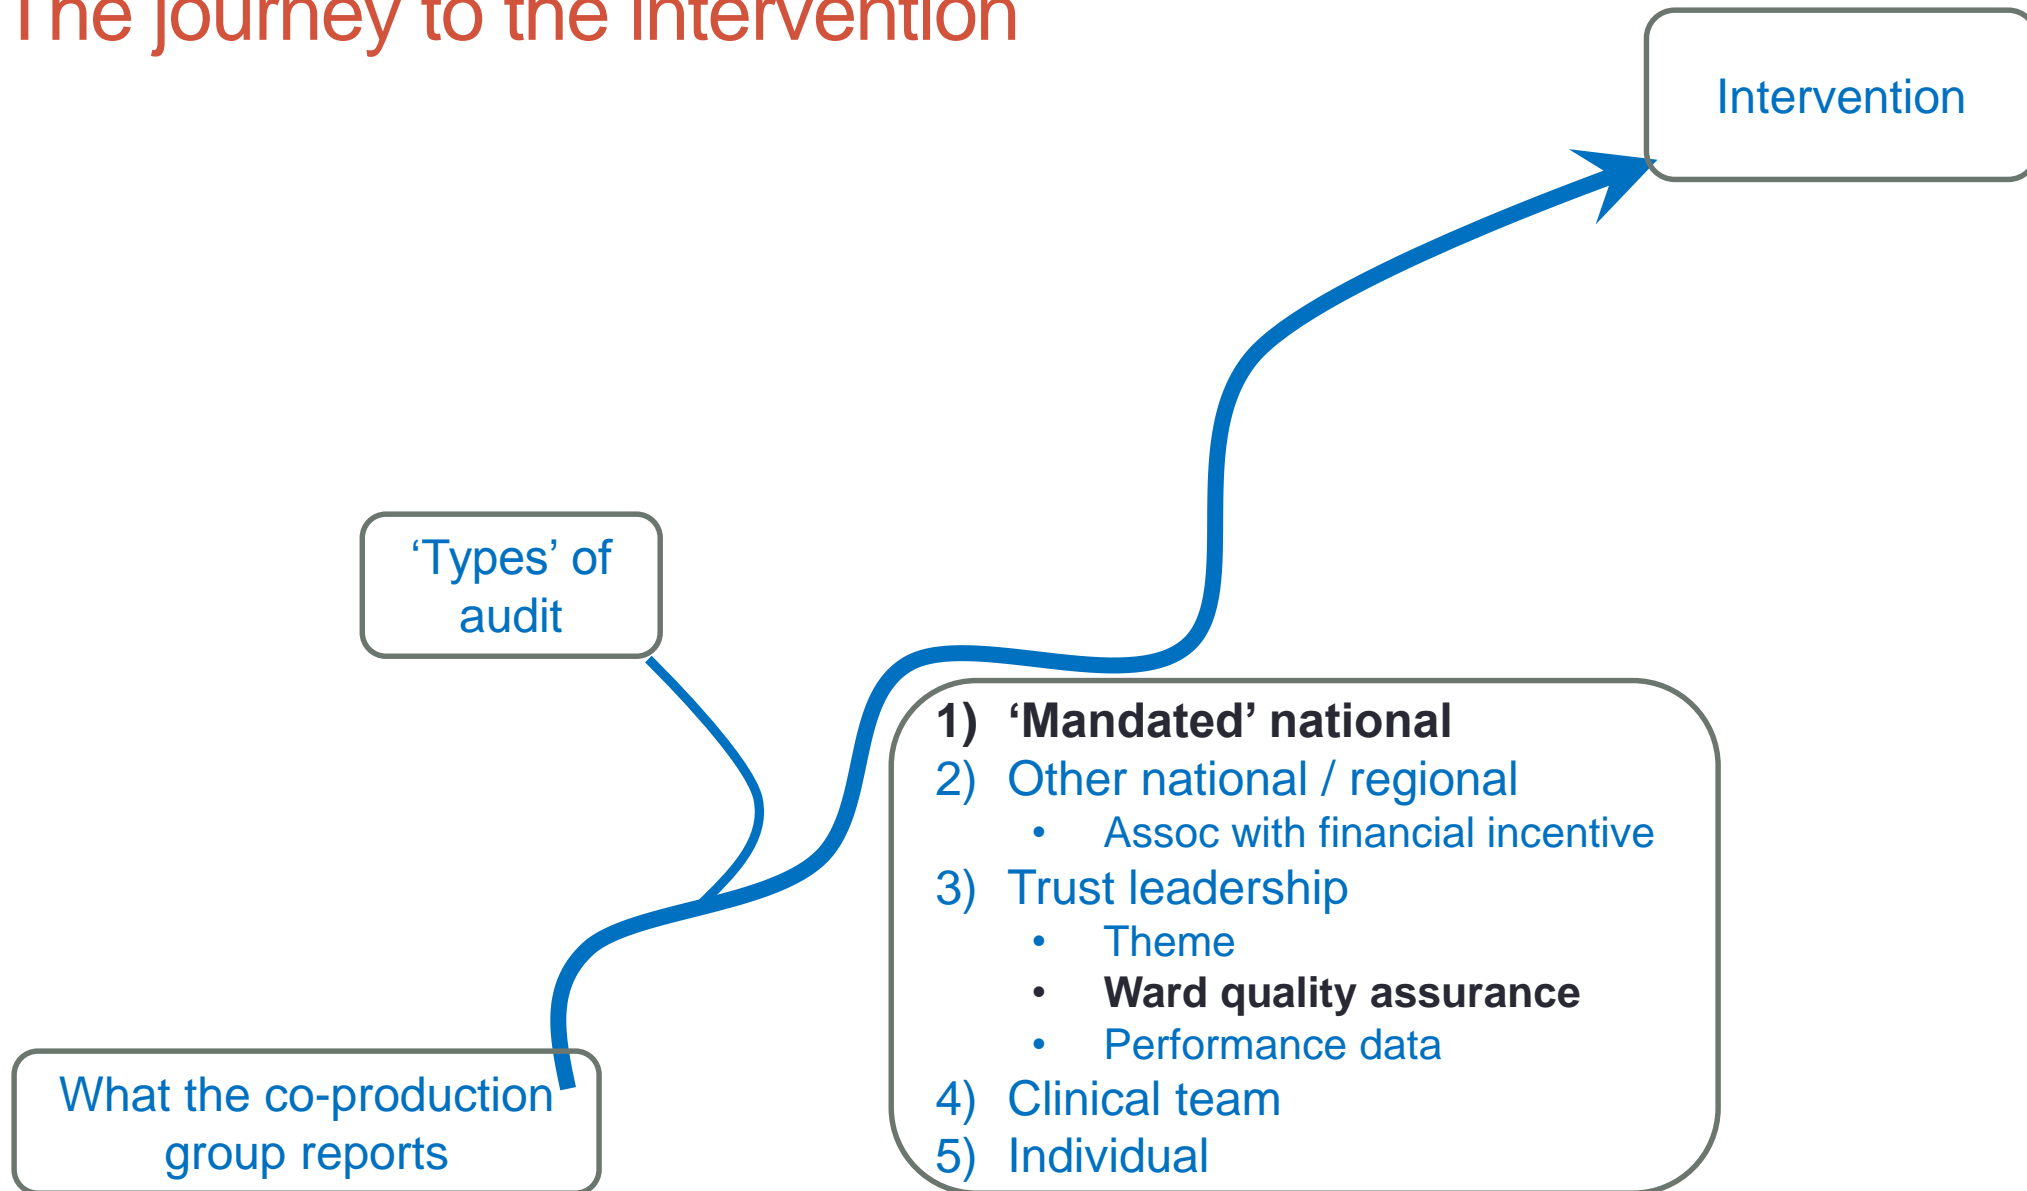 The journey to the intervention
Intervention
‘Types’ of
audit
1) ‘Mandated’ national
2) Other national / regional
• Assoc with financial incentive
3) Trust leadership
• Theme
• Ward quality assurance
• Performance data
4) Clinical team
5) Individual
What the co-production
group reports